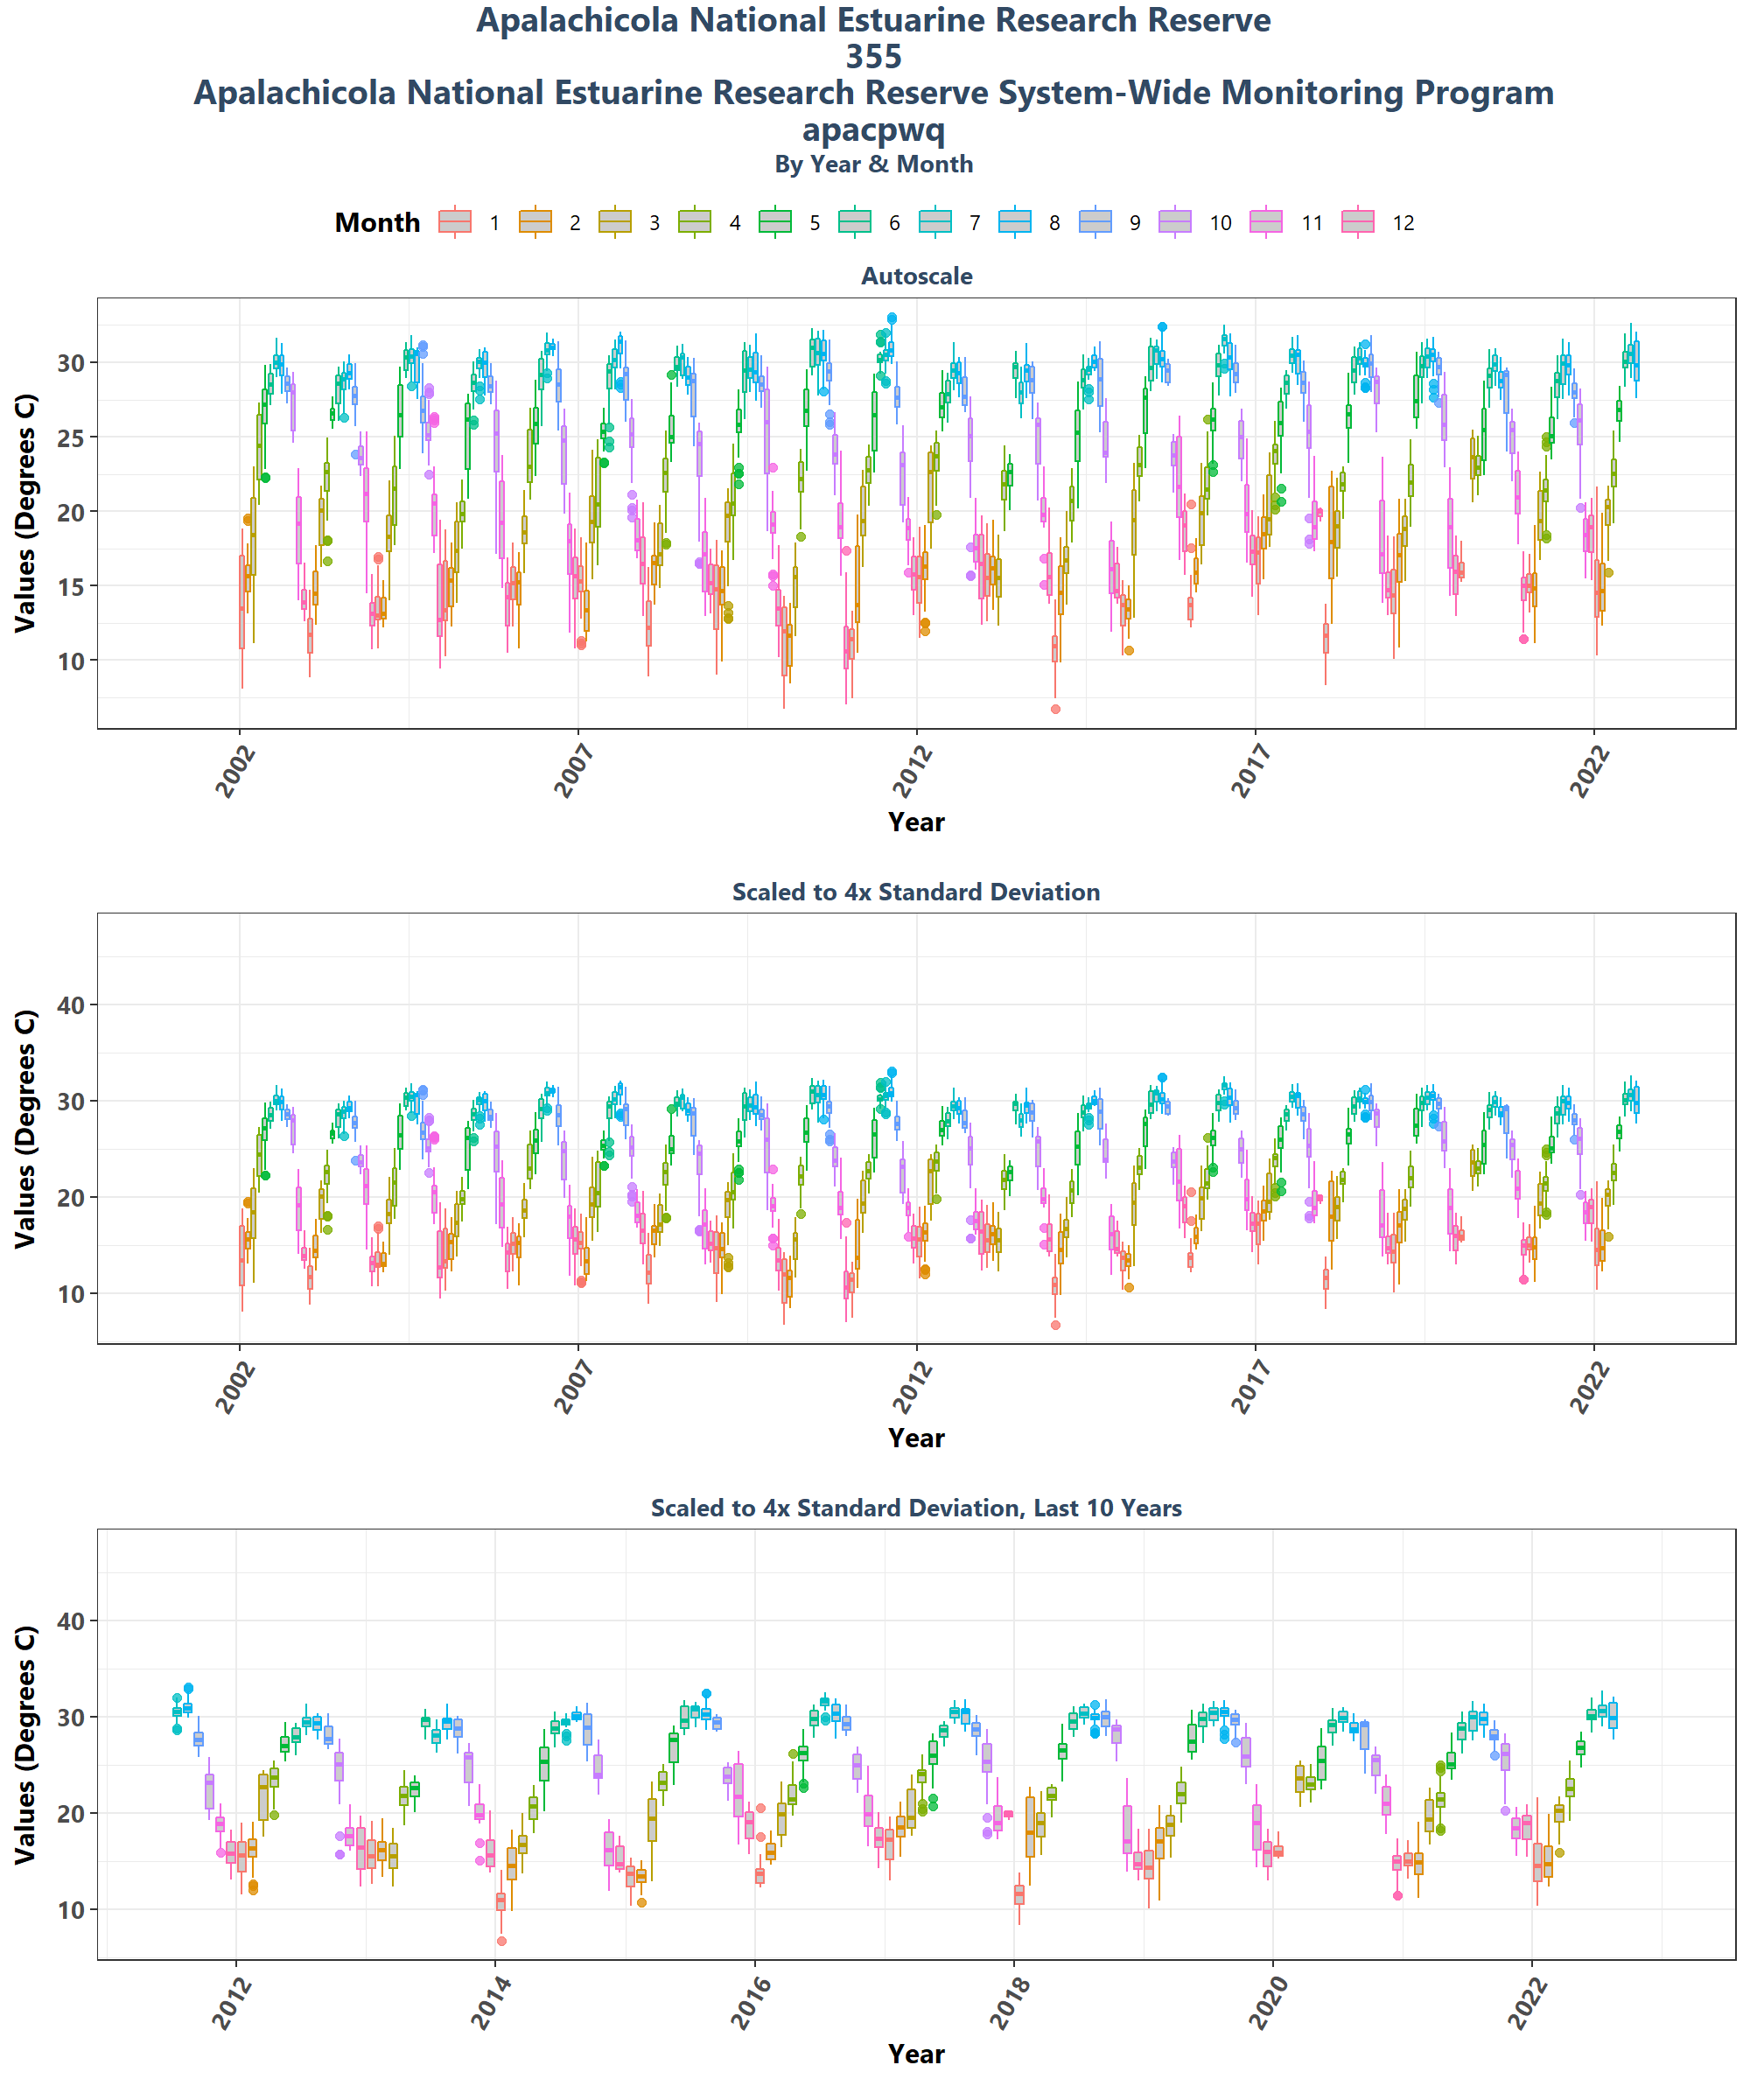 Apalachicola National Estuarine Research Reserve
355
Apalachicola National Estuarine Research Reserve System-Wide Monitoring Program
apacpwq
By Year & Month
Month 1 2 3 4 5 6 7 8 9 10 11 12
Autoscale
Values (Degrees C)
30
25
20
15
10
2002 2007 2012 2017 2022
Year
Scaled to 4x Standard Deviation
Values (Degrees C)
40
30
20
10
2002 2007 2012 2017 2022
Year
Scaled to 4x Standard Deviation, Last 10 Years
Values (Degrees C)
40
30
20
10
2012 2014 2016 2018 2020 2022
Year